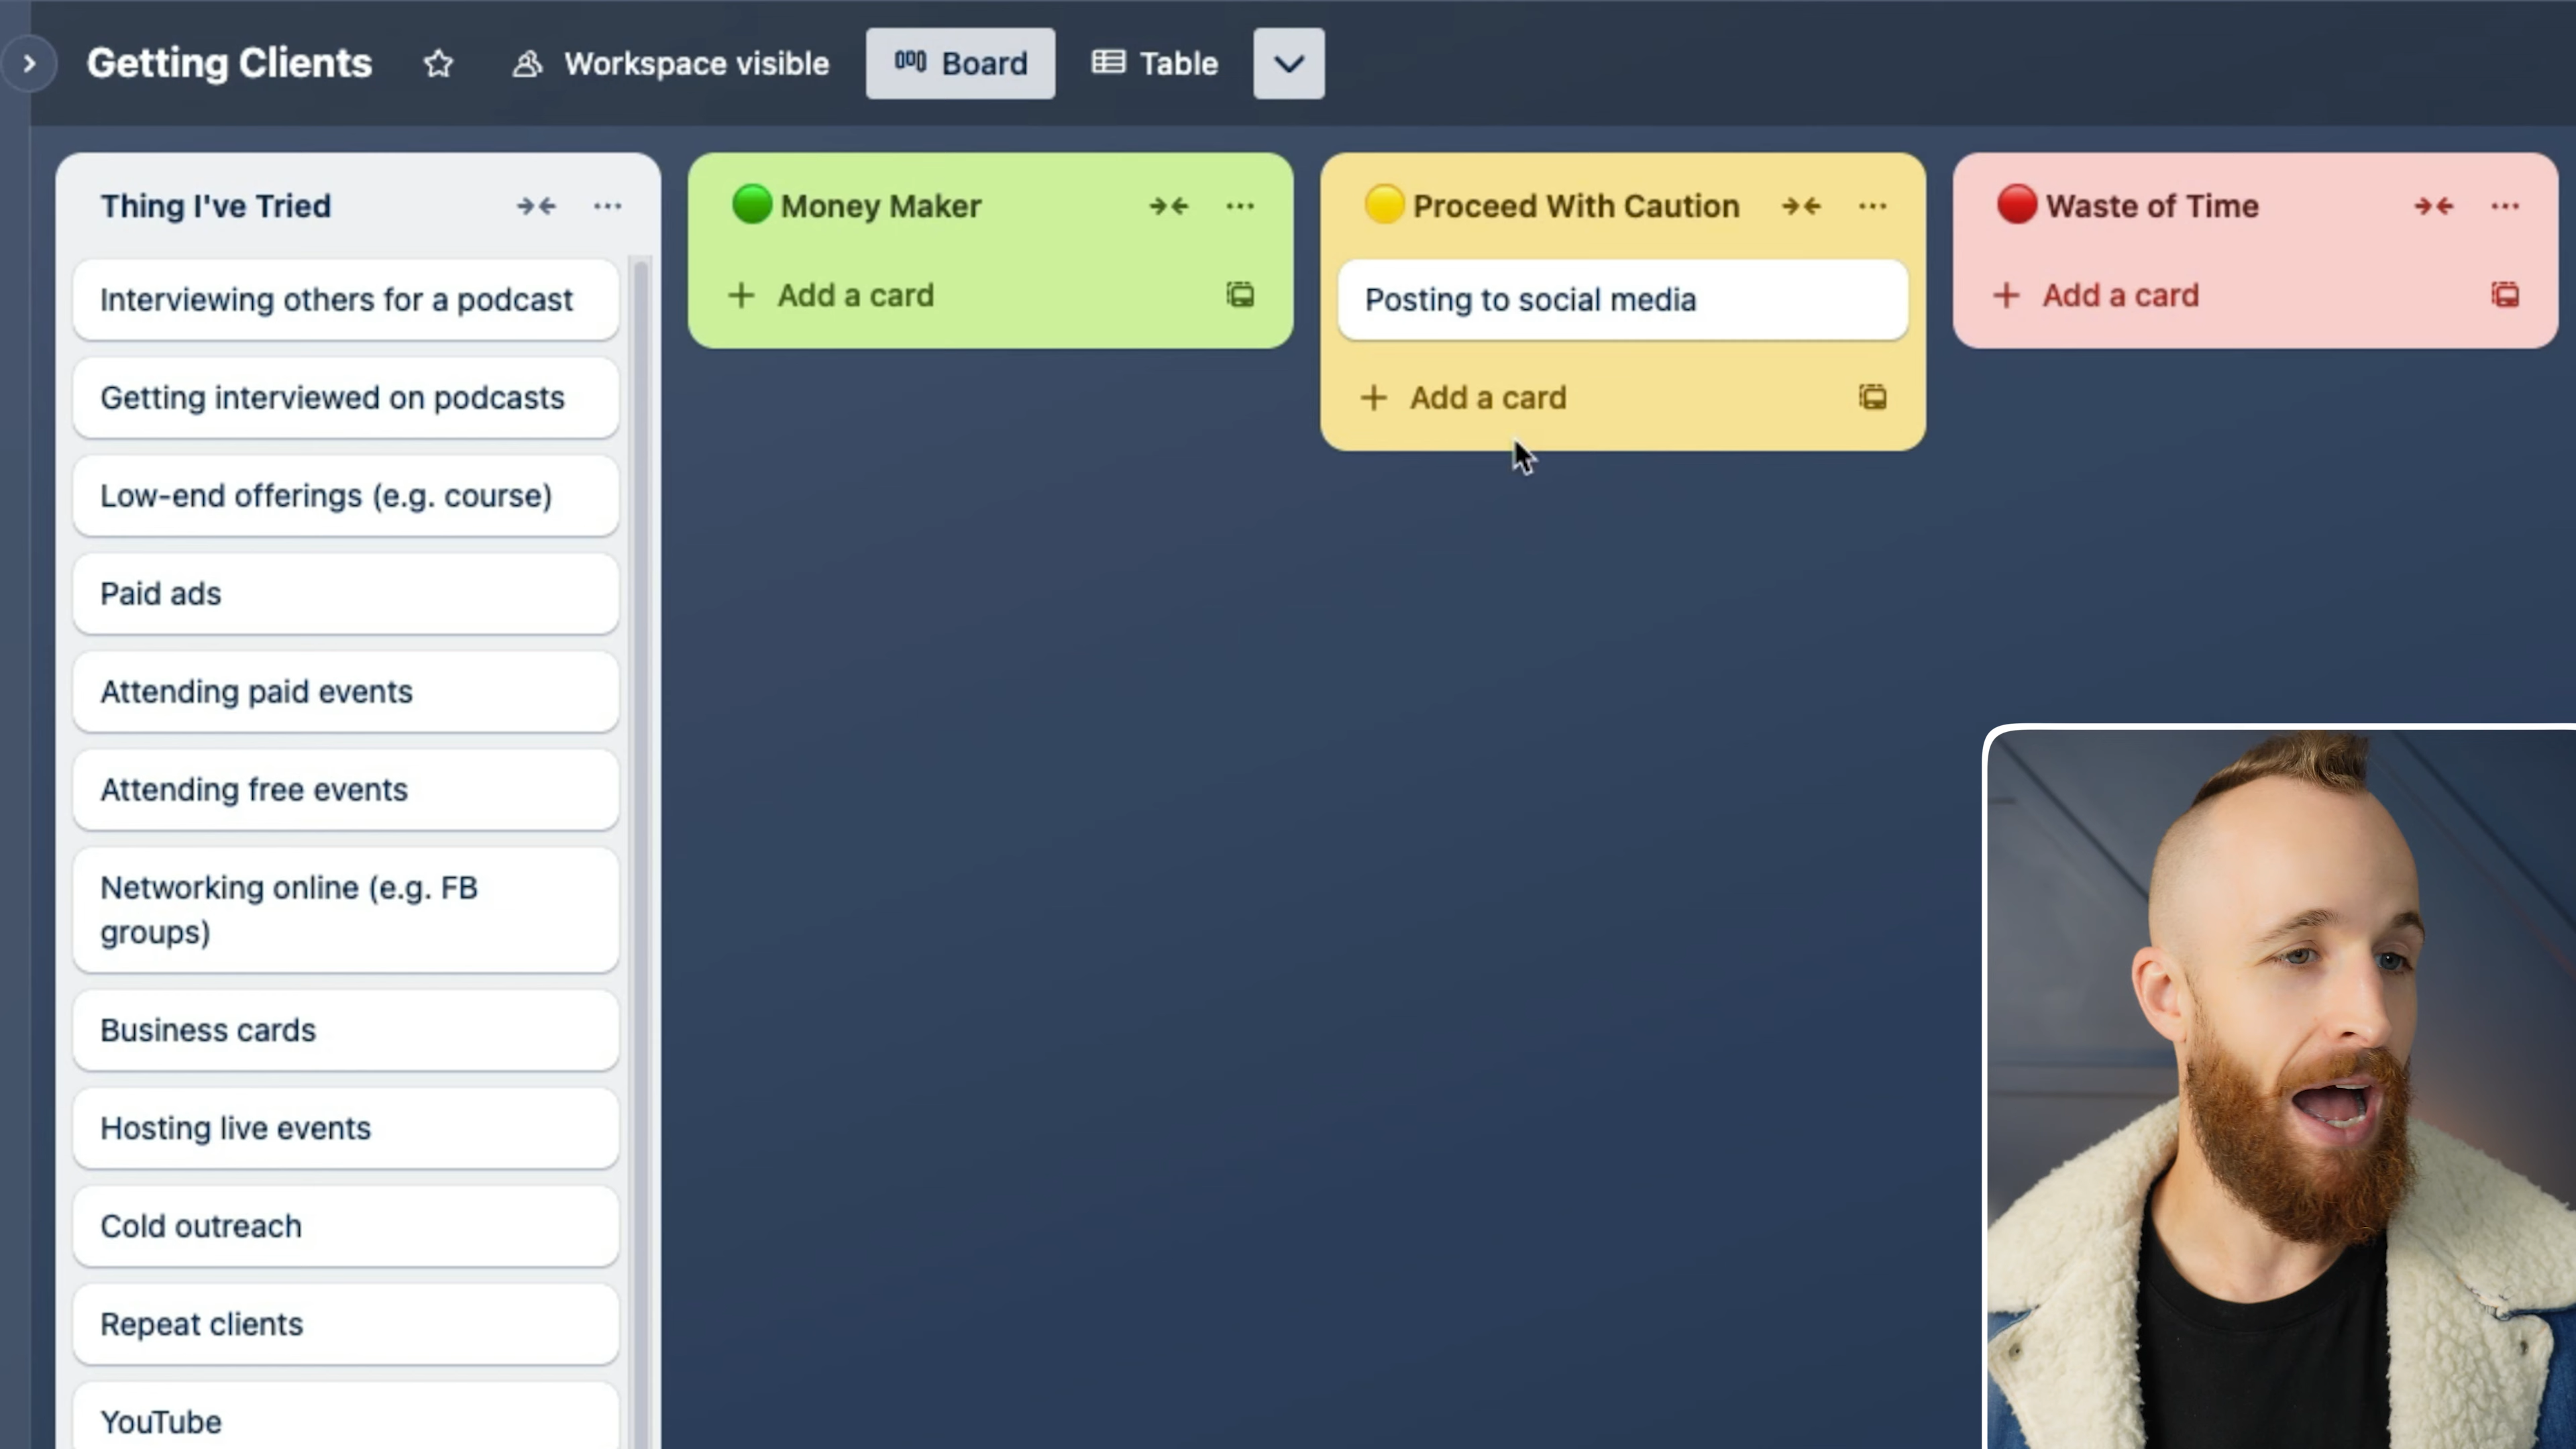 Getting Clients
Workspace visible
Board
Table
Thing I've Tried
Interviewing others for a podcast
Getting interviewed on podcasts
Low-end offerings (e.g. course)
Paid ads
Attending paid events
Attending free events
Networking online (e.g. FB
groups)
Business cards
Hosting live events
Cold outreach
Repeat clients
YouTube
Money Maker
Add a card
Proceed With Caution
Posting to social media
Add a card
Waste of Time
Add a card